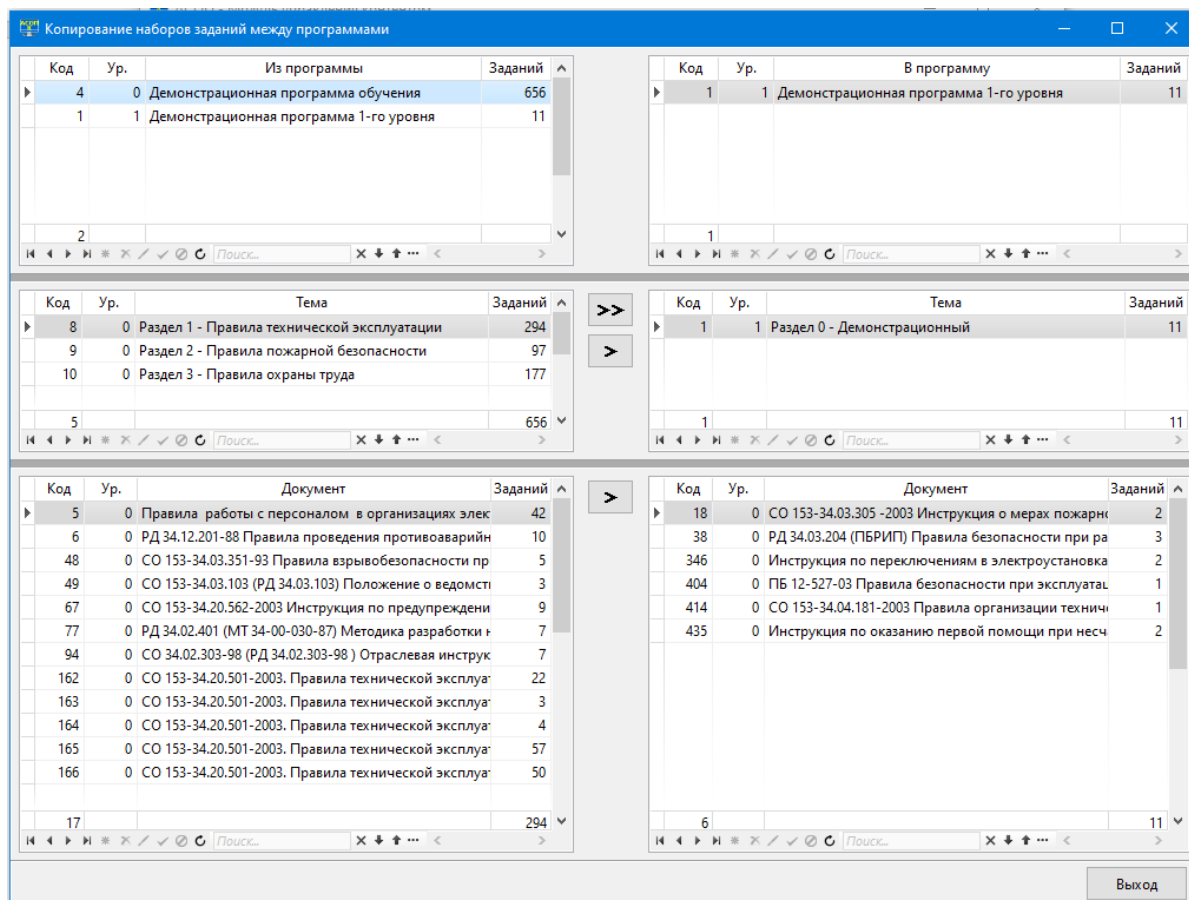 Копирование наборов заданий между программами
Код Ур. Из программы Заданий
4 0 Демонстрационная программа обучения 656
1 1 Демонстрационная программа 1-го уровня 11
2
Поиск...
Код Ур. В программу Заданий
1 1 Демонстрационная программа 1-го уровня 11
1
Поиск...
Код Ур. Тема Заданий
8 0 Раздел 1 - Правила технической эксплуатации 294
9 0 Раздел 2 - Правила пожарной безопасности 97
10 0 Раздел 3 - Правила охраны труда 177
5 656
Поиск...
>>
>
Код Ур. Тема Заданий
1 1 Раздел 0 - Демонстрационный 11
1 11
Поиск...
Код Ур. Документ Заданий
5 0 Правила работы с персоналом в организациях элек 42
6 0 РД 34.12.201-88 Правила проведения противоаварийн 10
48 0 СО 153-34.03.351-93 Правила взрывобезопасности пр 5
49 0 СО 153-34.03.103 (РД 34.03.103) Положение о ведомст 3
67 0 СО 153-34.20.562-2003 Инструкция по предупреждени 9
77 0 РД 34.02.401 (МТ 34-00-030-87) Методика разработки н 7
94 0 СО 34.02.303-98 (РД 34.02.303-98 ) Отраслевая инструк 7
162 0 СО 153-34.20.501-2003. Правила технической эксплуат 22
163 0 СО 153-34.20.501-2003. Правила технической эксплуат 3
164 0 СО 153-34.20.501-2003. Правила технической эксплуат 4
165 0 СО 153-34.20.501-2003. Правила технической эксплуат 57
166 0 СО 153-34.20.501-2003. Правила технической эксплуат 50
17 294
Поиск...
>
Код Ур. Документ Заданий
18 0 СО 153-34.03.305 -2003 Инструкция о мерах пожарно 2
38 0 РД 34.03.204 (ПБРИП) Правила безопасности при ра 3
346 0 Инструкция по переключениям в электроустановка 2
404 0 ПБ 12-527-03 Правила безопасности при эксплуатац 1
414 0 СО 153-34.04.181-2003 Правила организации техниче 1
435 0 Инструкция по оказанию первой помощи при несч 2
6 11
Поиск...
Выход